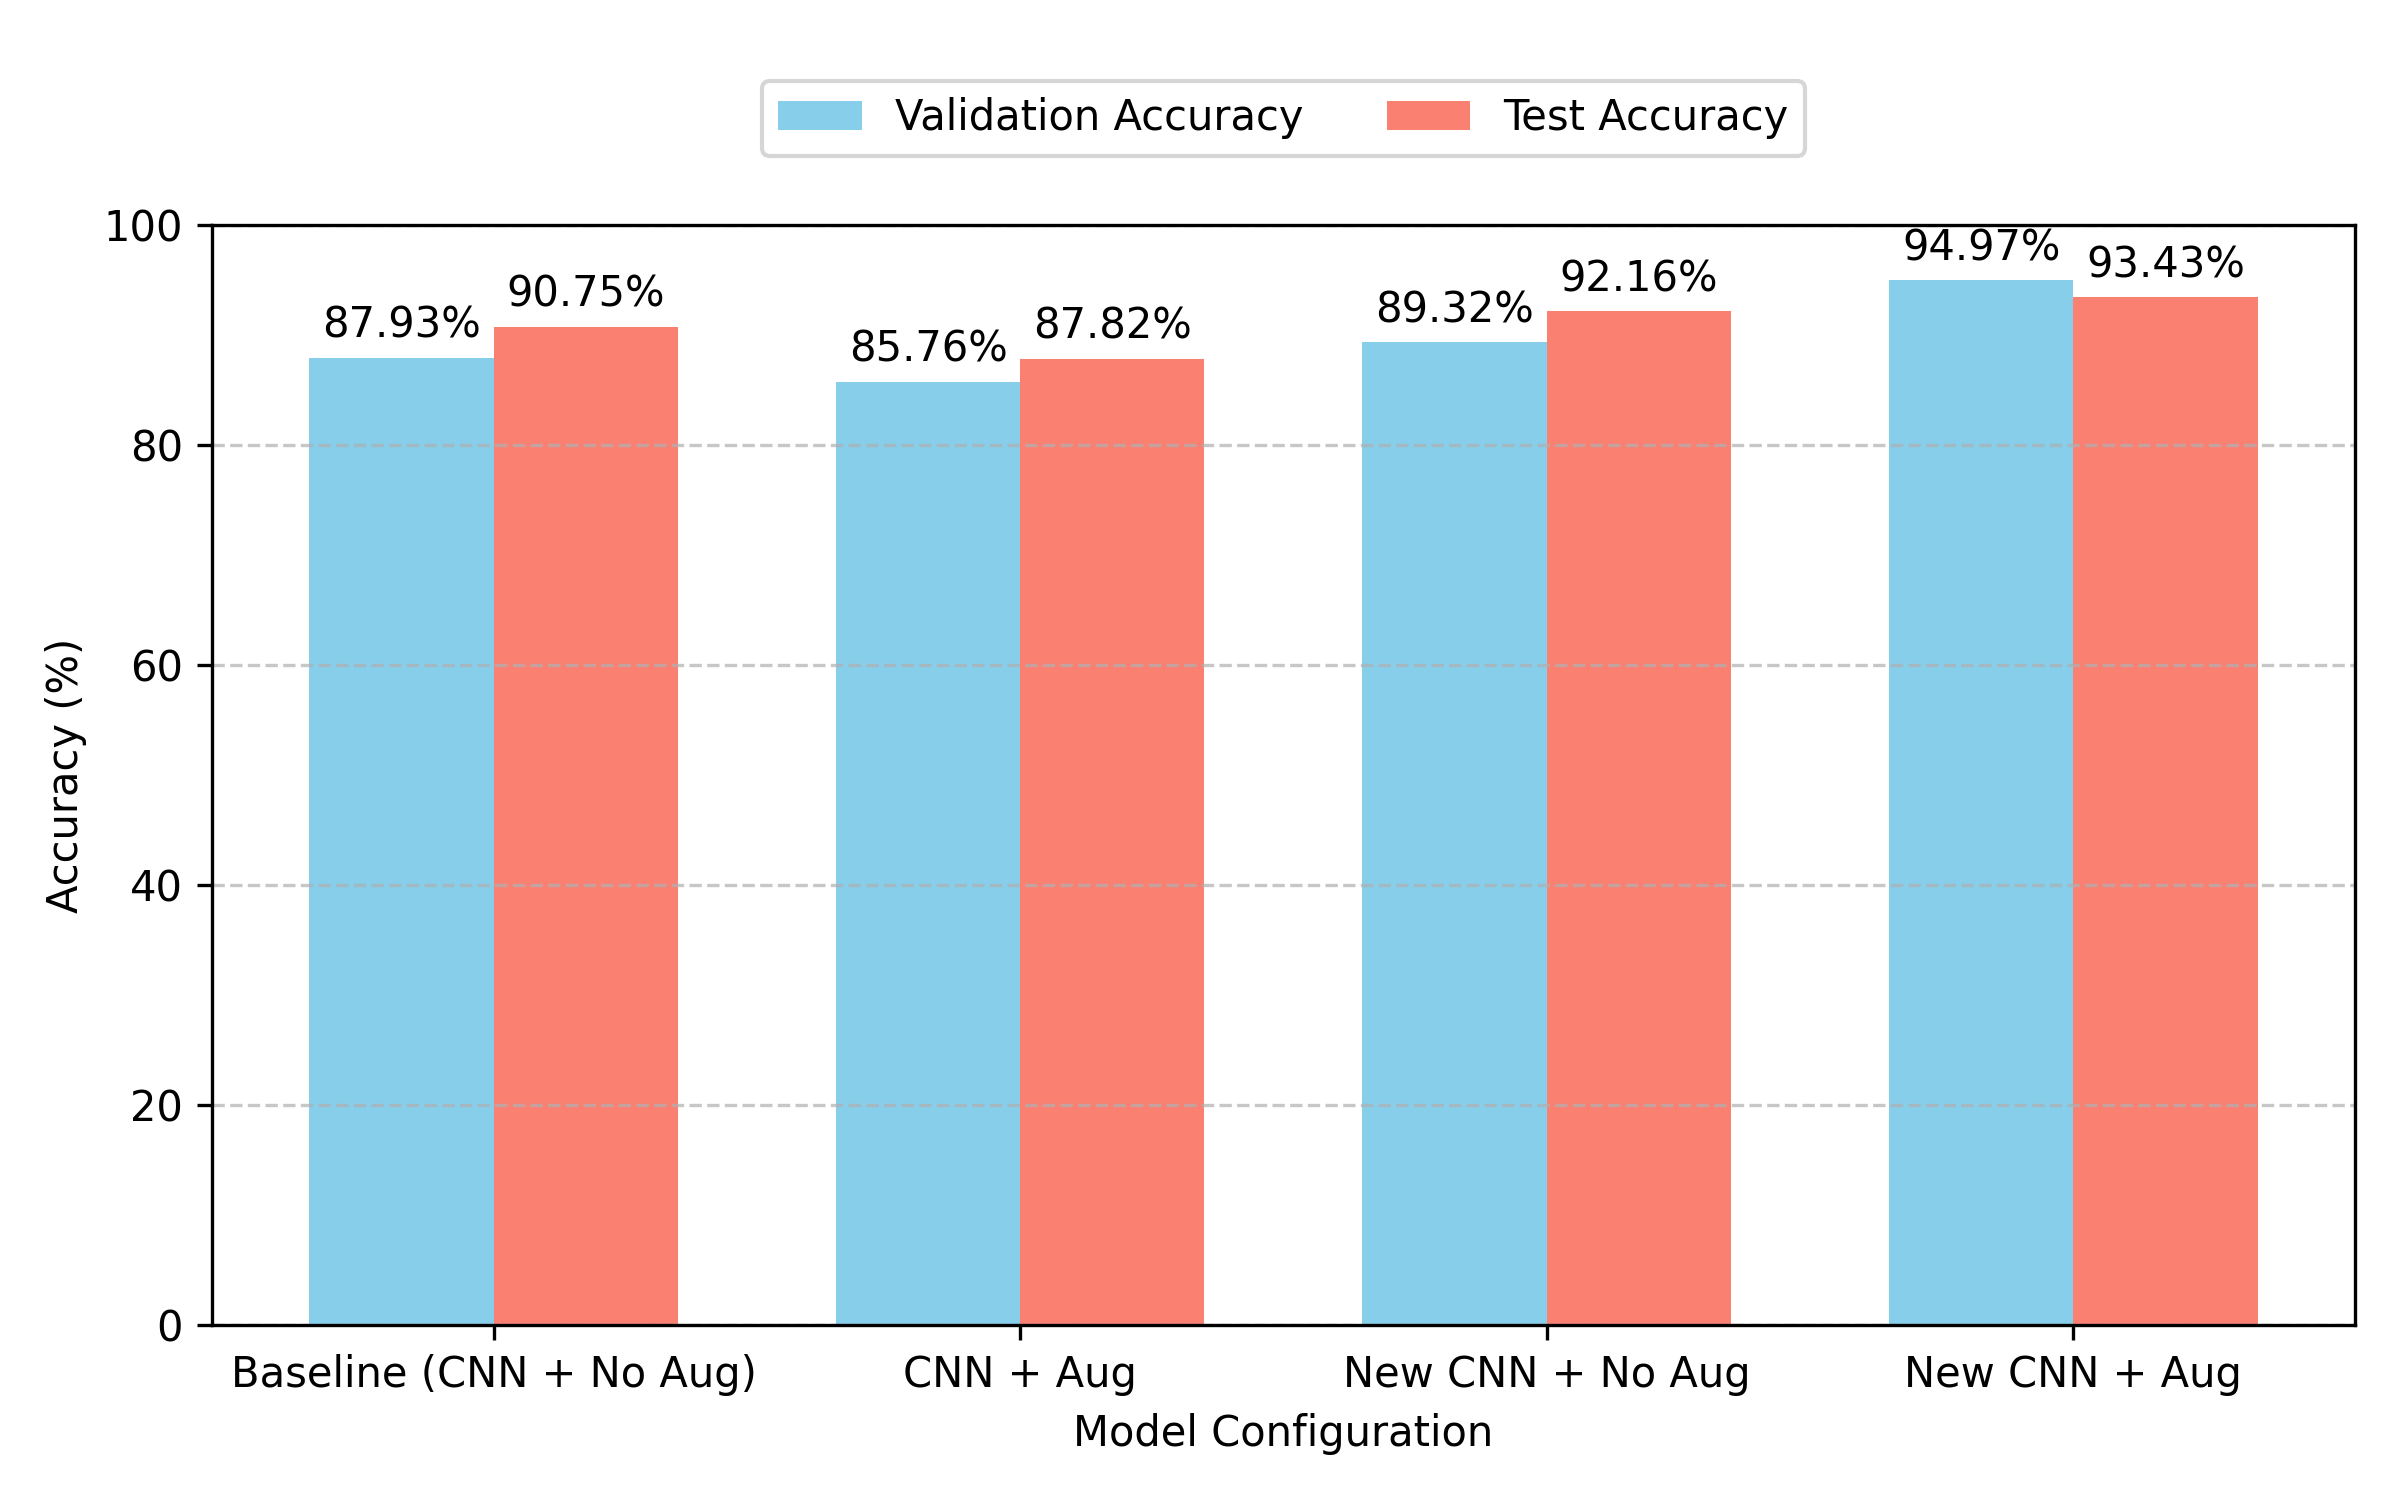 Validation Accuracy
Test Accuracy
100
80
60
40
20
0
Accuracy (%)
87.93%
90.75%
85.76%
87.82%
89.32%
92.16%
94.97%
93.43%
Baseline (CNN + No Aug)
CNN + Aug
New CNN + No Aug
New CNN + Aug
Model Configuration